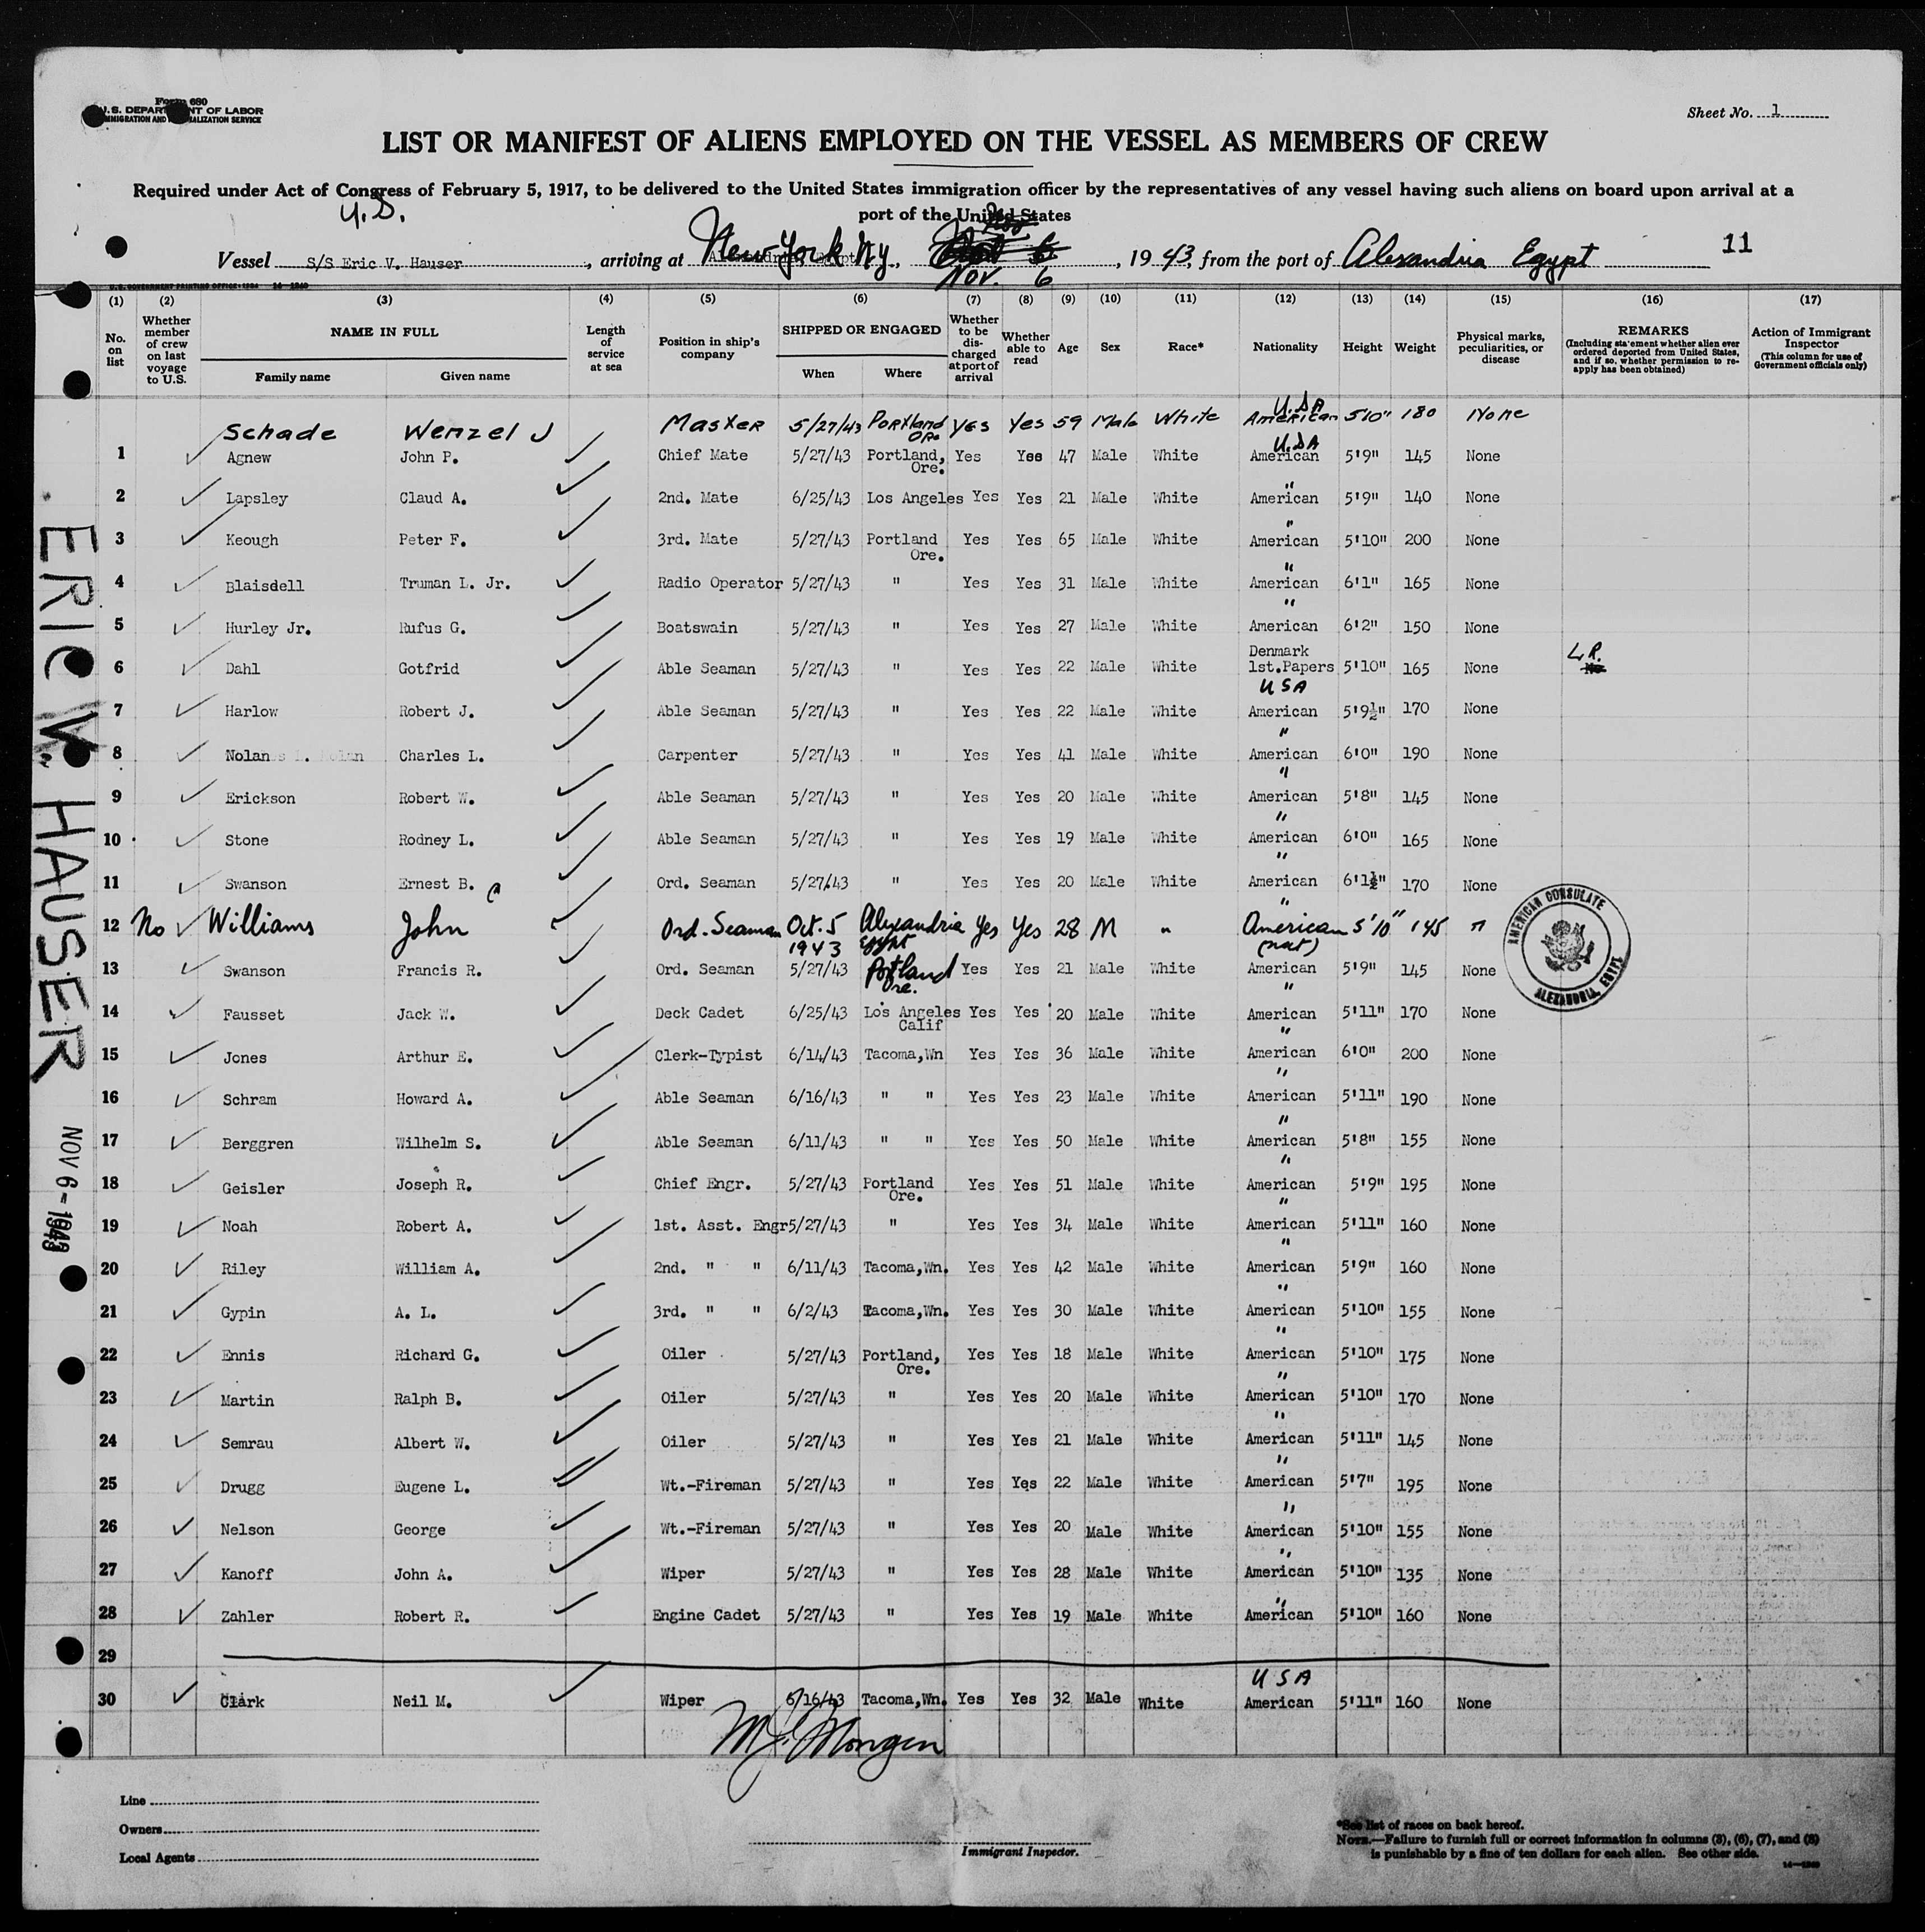 Form 680
U.S. DEPARTMENT OF LABOR
IMMIGRATION AND NATURALIZATION SERVICE
Sheet No. 1
LIST OR MANIFEST OF ALIENS EMPLOYED ON THE VESSEL AS MEMBERS OF CREW
Required under Act of Congress of February 5, 1917, to be delivered to the United States immigration officer by the representatives of any vessel having such aliens on board upon arrival at a
port of the United States
U.S.
Vessel S/S Eric V. Hauser, arriving at New York NY, Nov. 6, 1943, from the port of Alexandria Egypt 11
U.S. GOVERNMENT PRINTING OFFICE
(1) (2) (3) (4) (5) (6) (7) (8) (9) (10) (11) (12) (13) (14) (15) (16) (17)
No. on list Whether member of crew on last voyage to U.S. NAME IN FULL Family name Given name Length of service at sea Position in ship's company SHIPPED OR ENGAGED When Where Whether to be discharged at port of arrival Whether able to read Age Sex Race* Nationality Height Weight Physical marks, peculiarities, or disease REMARKS (Including statement whether alien ever ordered deported from United States, and if so, whether permission to re-apply has been obtained) Action of Immigrant Inspector (This column for use of Government officials only)
Schade Wenzel J Master 5/27/43 Portland Ore Yes Yes 59 Male White USA American 5'10" 180 None
1 Agnew John P. Chief Mate 5/27/43 Portland, Ore. Yes Yes 47 Male White USA American 5'9" 145 None
2 Lapsley Claud A. 2nd. Mate 6/25/43 Los Angeles Yes Yes 21 Male White " American 5'9" 140 None
3 Keough Peter F. 3rd. Mate 5/27/43 Portland Ore. Yes Yes 65 Male White " American 5'10" 200 None
4 Blaisdell Truman L. Jr. Radio Operator 5/27/43 " Yes Yes 31 Male White " American 6'1" 165 None
5 Hurley Jr. Rufus G. Boatswain 5/27/43 " Yes Yes 27 Male White " American 6'2" 150 None
6 Dahl Gotfrid Able Seaman 5/27/43 " Yes Yes 22 Male White Denmark 1st.Papers 5'10" 165 None L.R.
7 Harlow Robert J. Able Seaman 5/27/43 " Yes Yes 22 Male White USA American 5'9½" 170 None
8 Nolan Charles L. Carpenter 5/27/43 " Yes Yes 41 Male White " American 6'0" 190 None
9 Erickson Robert W. Able Seaman 5/27/43 " Yes Yes 20 Male White " American 5'8" 145 None
10 Stone Rodney L. Able Seaman 5/27/43 " Yes Yes 19 Male White " American 6'0" 165 None
11 Swanson Ernest B. Ord. Seaman 5/27/43 " Yes Yes 20 Male White " American 6'1½" 170 None
12 No Williams John Ord. Seaman Oct. 5 1943 Alexandria Egypt Yes Yes 28 M " " American (nat) 5'10" 145 "
13 Swanson Francis R. Ord. Seaman 5/27/43 Portland Ore. Yes Yes 21 Male White American 5'9" 145 None
14 Fausset Jack W. Deck Cadet 6/25/43 Los Angeles Calif Yes Yes 20 Male White " American 5'11" 170 None
15 Jones Arthur E. Clerk-Typist 6/14/43 Tacoma,Wn Yes Yes 36 Male White " American 6'0" 200 None
16 Schram Howard A. Able Seaman 6/16/43 " " Yes Yes 23 Male White " American 5'11" 190 None
17 Berggren Wilhelm S. Able Seaman 6/11/43 " " Yes Yes 50 Male White " American 5'8" 155 None
18 Geisler Joseph R. Chief Engr. 5/27/43 Portland Ore. Yes Yes 51 Male White " American 5'9" 195 None
19 Noah Robert A. 1st. Asst. Engr 5/27/43 " Yes Yes 34 Male White " American 5'11" 160 None
20 Riley William A. 2nd. " " 6/11/43 Tacoma,Wn. Yes Yes 42 Male White " American 5'9" 160 None
21 Gypin A. L. 3rd. " " 6/2/43 Tacoma,Wn. Yes Yes 30 Male White " American 5'10" 155 None
22 Ennis Richard G. Oiler 5/27/43 Portland, Ore. Yes Yes 18 Male White " American 5'10" 175 None
23 Martin Ralph B. Oiler 5/27/43 " Yes Yes 20 Male White " American 5'10" 170 None
24 Semrau Albert W. Oiler 5/27/43 " Yes Yes 21 Male White " American 5'11" 145 None
25 Drugg Eugene L. Wt.-Fireman 5/27/43 " Yes Yes 22 Male White " American 5'7" 195 None
26 Nelson George Wt.-Fireman 5/27/43 " Yes Yes 20 Male White " American 5'10" 155 None
27 Kanoff John A. Wiper 5/27/43 " Yes Yes 28 Male White " American 5'10" 135 None
28 Zahler Robert R. Engine Cadet 5/27/43 " Yes Yes 19 Male White " American 5'10" 160 None
29
30 Clark Neil M. Wiper 6/16/43 Tacoma,Wn. Yes Yes 32 Male White USA American 5'11" 160 None
ERIC V. HAUSER
NOV 6-1943
AMERICAN CONSULATE
ALEXANDRIA, EGYPT
Line
Owners
Local Agents
Immigrant Inspector.
*See list of races on back hereof.
NOTE.—Failure to furnish full or correct information in columns (3), (6), (7), and (8)
is punishable by a fine of ten dollars for each alien. See other side.